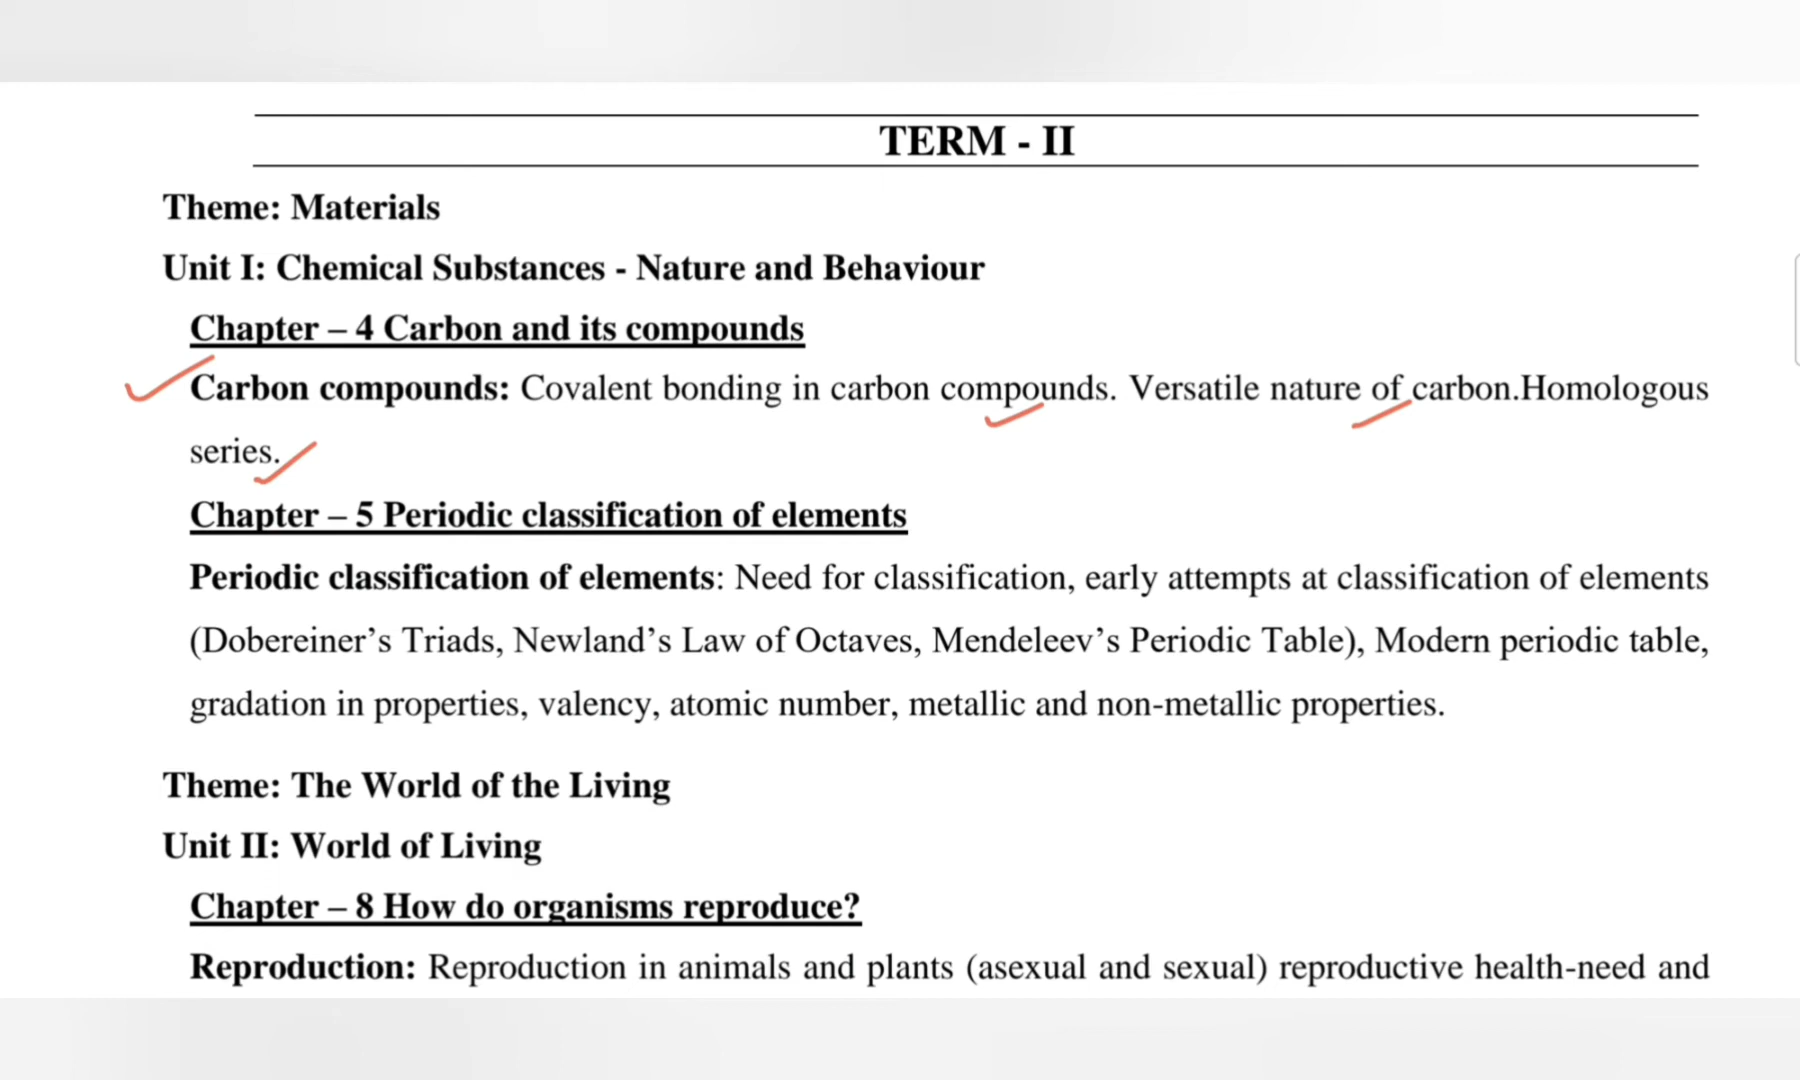 TERM - II
Theme: Materials
Unit I: Chemical Substances - Nature and Behaviour
Chapter – 4 Carbon and its compounds
Carbon compounds: Covalent bonding in carbon compounds. Versatile nature of carbon.Homologous
series.
Chapter – 5 Periodic classification of elements
Periodic classification of elements: Need for classification, early attempts at classification of elements
(Dobereiner’s Triads, Newland’s Law of Octaves, Mendeleev’s Periodic Table), Modern periodic table,
gradation in properties, valency, atomic number, metallic and non-metallic properties.
Theme: The World of the Living
Unit II: World of Living
Chapter – 8 How do organisms reproduce?
Reproduction: Reproduction in animals and plants (asexual and sexual) reproductive health-need and